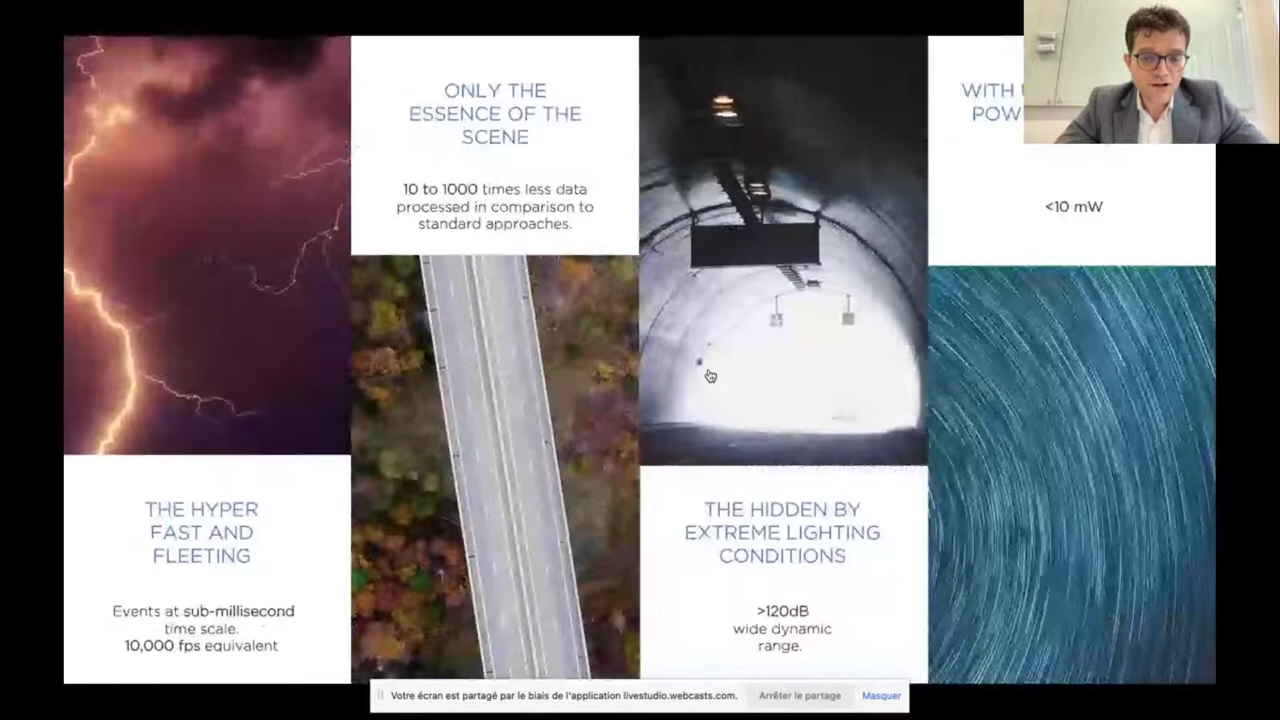 THE HYPER
FAST AND
FLEETING
Events at sub-millisecond
time scale.
10,000 fps equivalent
ONLY THE
ESSENCE OF THE
SCENE
10 to 1000 times less data
processed in comparison to
standard approaches.
THE HIDDEN BY
EXTREME LIGHTING
CONDITIONS
>120dB
wide dynamic
range.
WITH
<10 mW
Votre écran est partagé par le biais de l'application livestudio.webcasts.com.
Arrêter le partage
Masquer